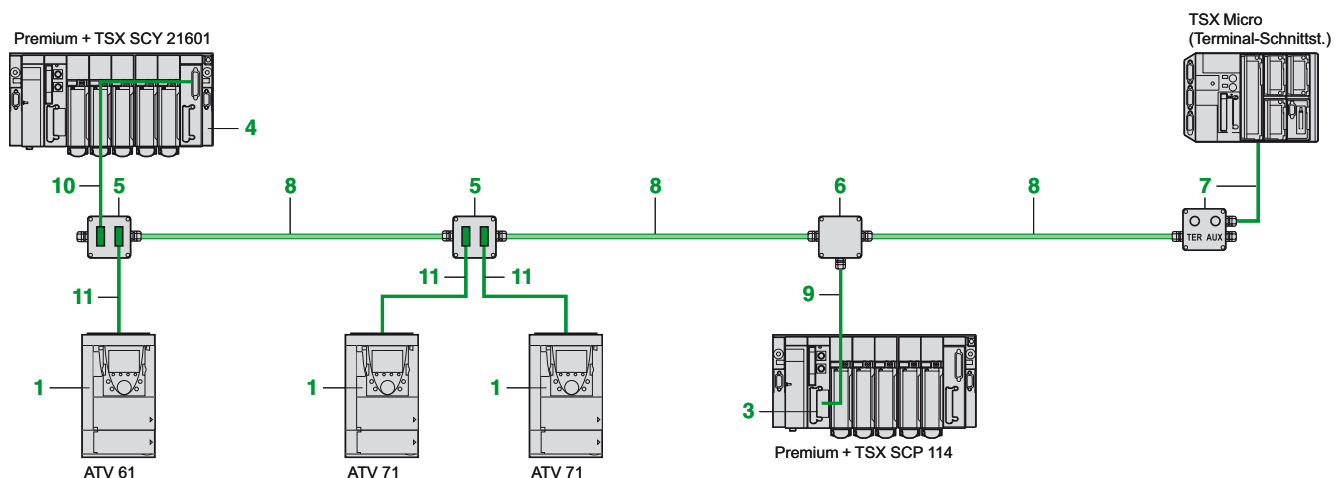 TSX Micro
(Terminal-Schnittst.)
Premium + TSX SCY 21601
4
10
5
8
5
8
6
8
7
TER AUX
11
11
11
9
1
1
1
3
Premium + TSX SCP 114
ATV 61
ATV 71
ATV 71